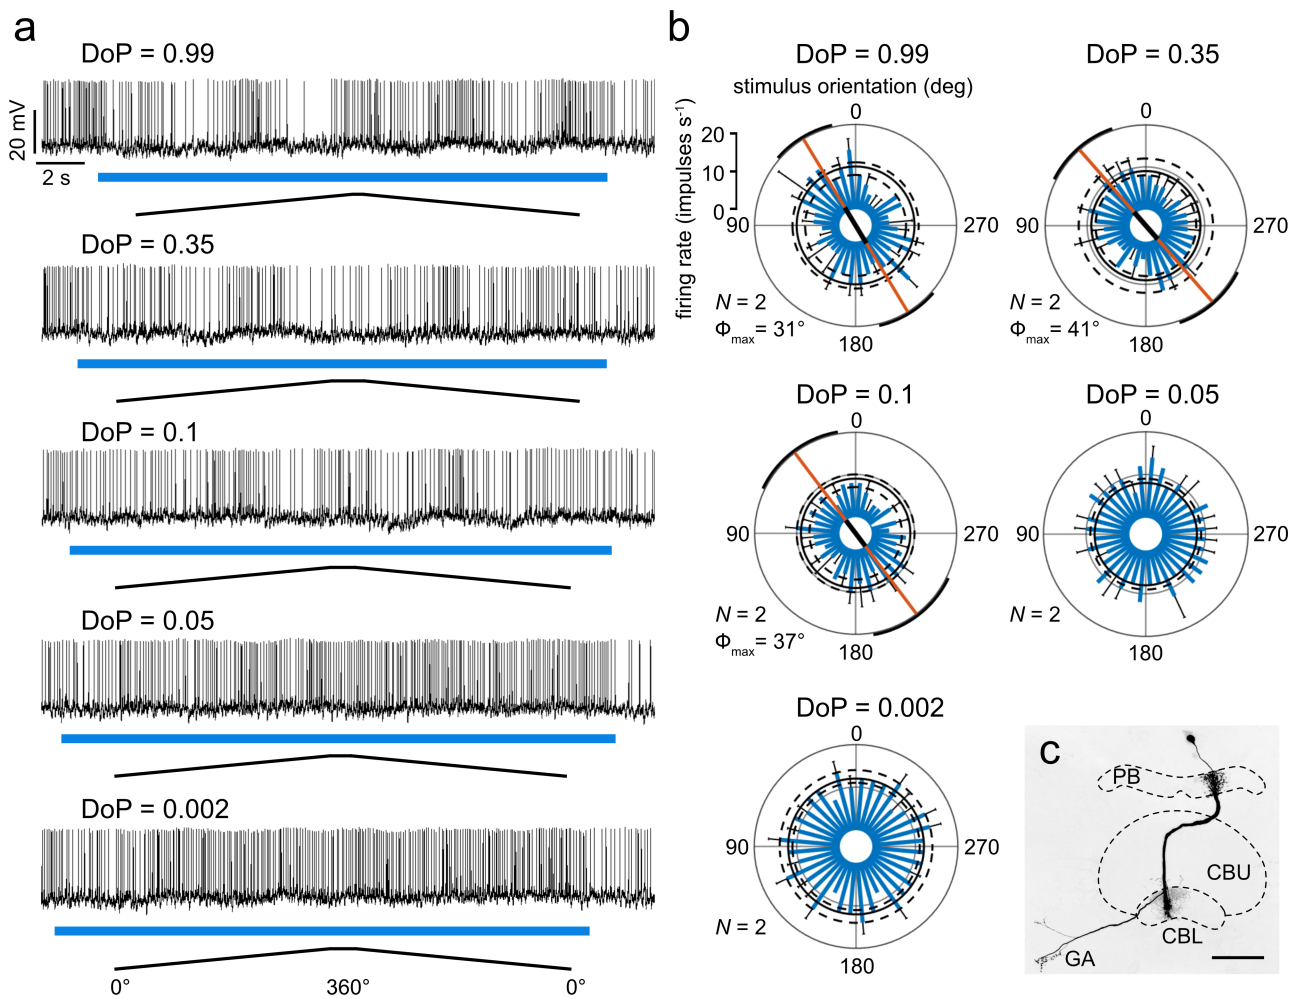 a
DoP = 0.99
20 mV
2 s
DoP = 0.35
DoP = 0.1
DoP = 0.05
DoP = 0.002
0° 360° 0°
b
DoP = 0.99
stimulus orientation (deg)
firing rate (impulses s-1)
20
10
0
0
90
270
180
N = 2
Φmax= 31°
DoP = 0.35
0
90
270
180
N = 2
Φmax= 41°
DoP = 0.1
0
90
270
180
N = 2
Φmax= 37°
DoP = 0.05
0
90
270
180
N = 2
DoP = 0.002
0
90
270
180
N = 2
c
PB
CBU
CBL
GA